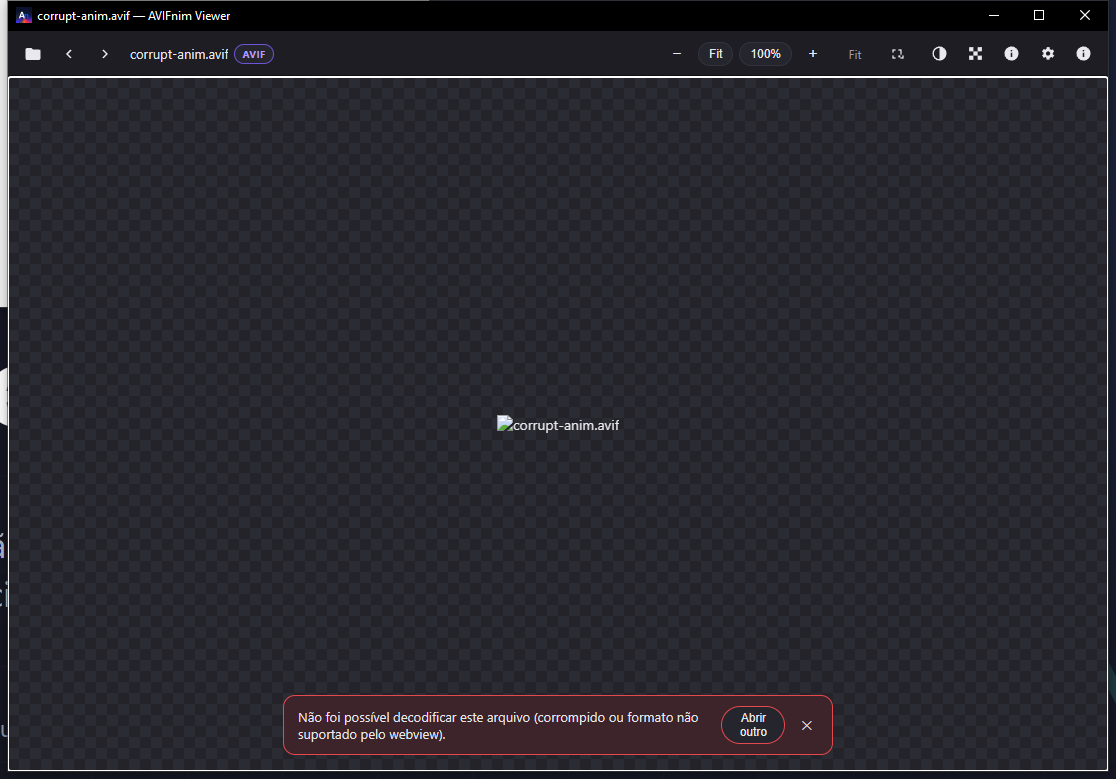 corrupt-anim.avif — AVIFnim Viewer
corrupt-anim.avif AVIF − Fit 100% + Fit
corrupt-anim.avif
Não foi possível decodificar este arquivo (corrompido ou formato não
suportado pelo webview).
Abrir
outro